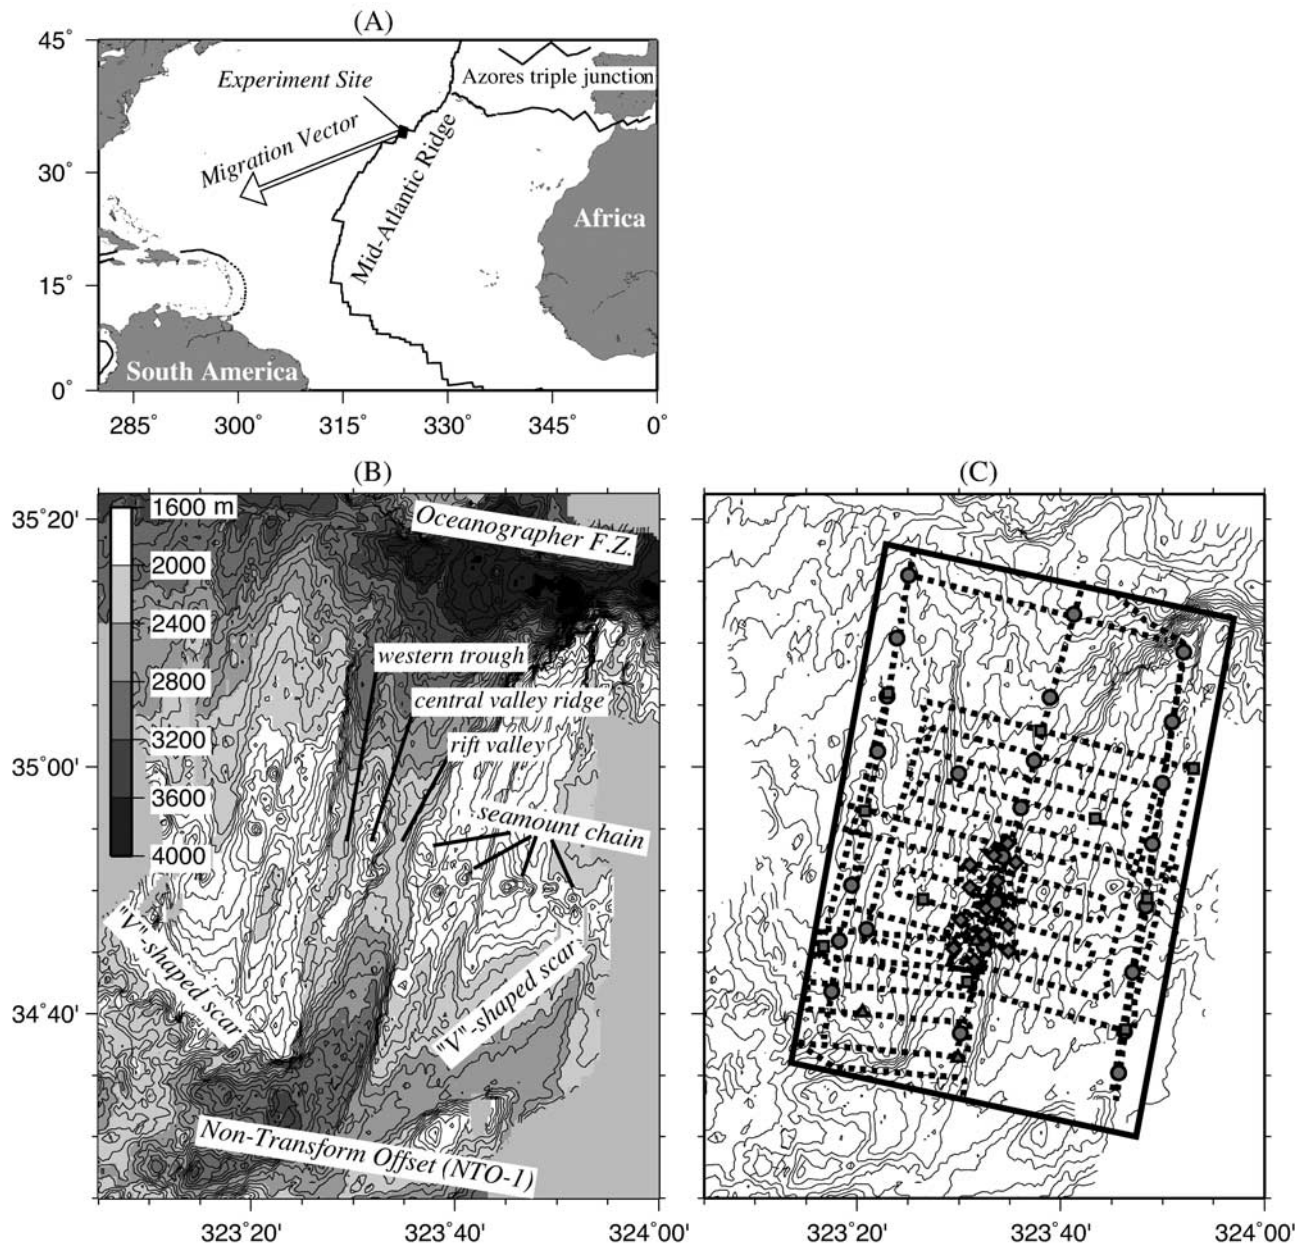 (A)
45°
30°
15°
0°
285°
300°
315°
330°
345°
0°
Experiment Site
Migration Vector
Azores triple junction
Mid-Atlantic Ridge
Africa
South America
(B)
35°20'
35°00'
34°40'
1600 m
2000
2400
2800
3200
3600
4000
Oceanographer F.Z.
western trough
central valley ridge
rift valley
seamount chain
"V"-shaped scar
"V"-shaped scar
Non-Transform Offset (NTO-1)
323°20'
323°40'
324°00'
(C)
323°20'
323°40'
324°00'